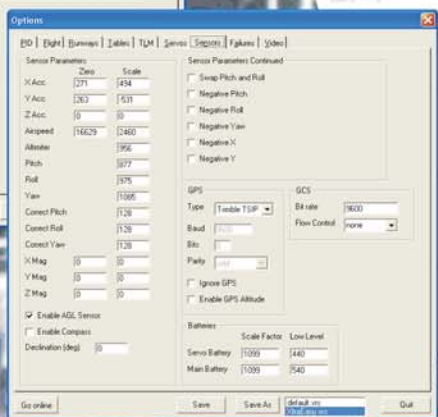 Options
PID Flight Runways Tables TLM Servos Sensors Failures Video
Sensor Parameters
Zero Scale
X Acc. 271 494
Y Acc. 263 -531
Z Acc. 0 0
Airspeed 16629 2460
Altimeter 956
Pitch 877
Roll 975
Yaw 1085
Correct Pitch 128
Correct Roll 128
Correct Yaw 128
X Mag 0 0
Y Mag 0 0
Z Mag 0 0
Enable AGL Sensor
Enable Compass
Declination (deg) 0
Sensor Parameters Continued
Swap Pitch and Roll
Negative Pitch
Negative Roll
Negative Yaw
Negative X
Negative Y
GPS
Type Trimble TSIP
Baud 9600
Bits
Parity odd
Ignore GPS
Enable GPS Altitude
GCS
Bit rate 9600
Flow Control none
Batteries
Scale Factor Low Level
Servo Battery 1099 440
Main Battery 1099 540
Go online
Save
Save As
default.vrs
XtraEasy.vrs
Quit